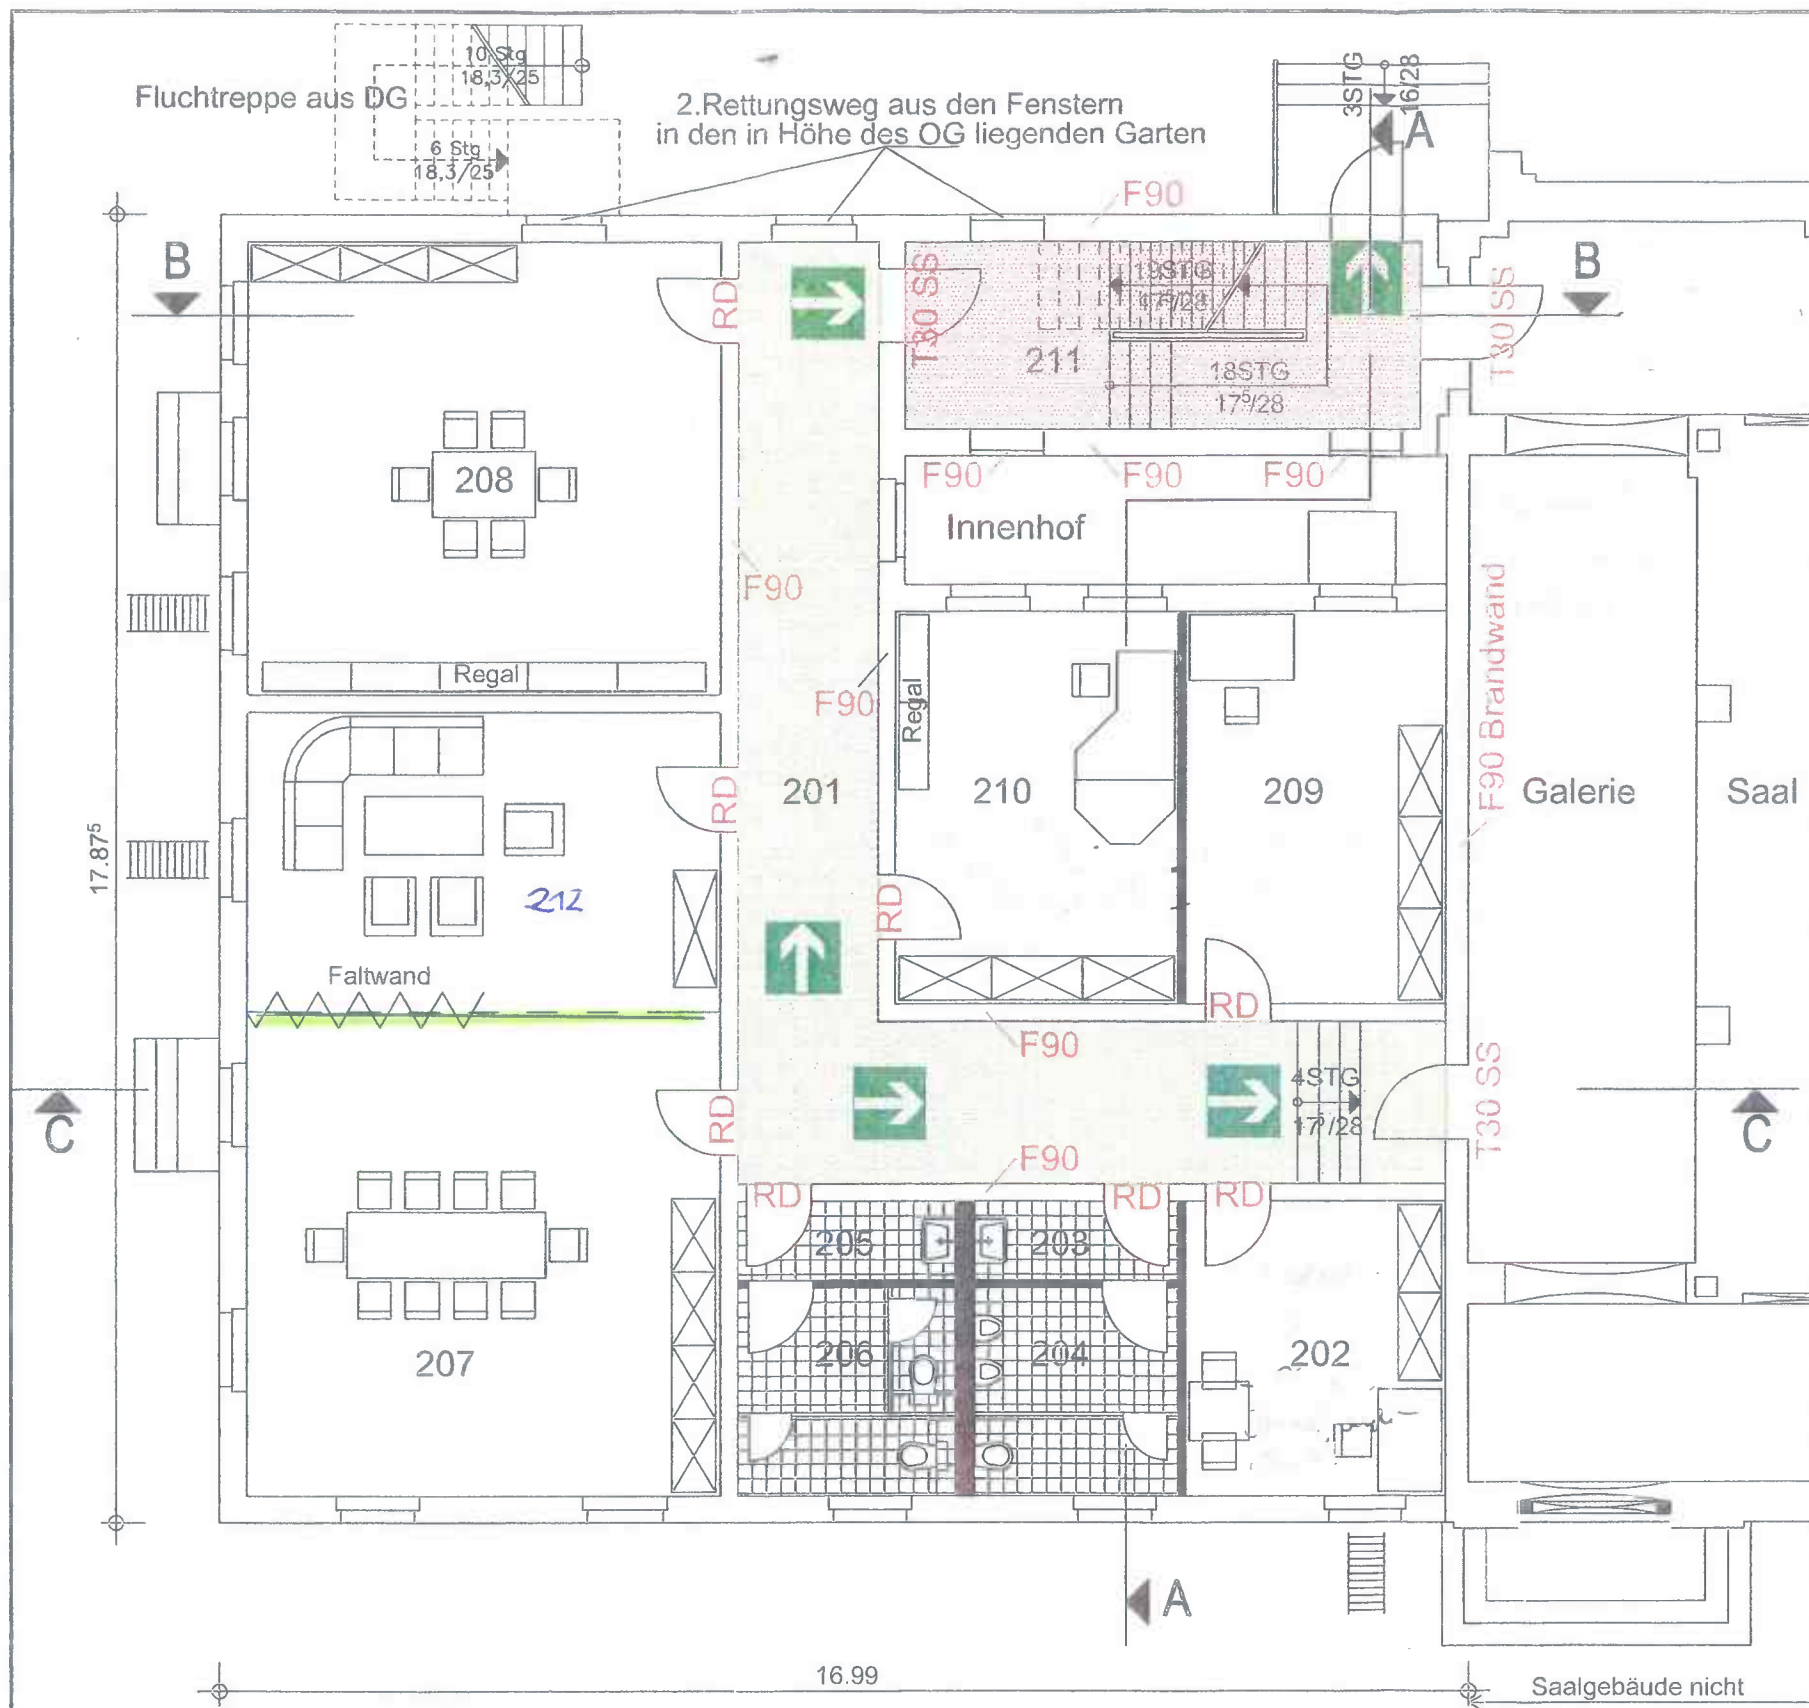 10 Stg
18,3/25
Fluchtreppe aus DG
6 Stg
18,3/25
2.Rettungsweg aus den Fenstern
in den in Höhe des OG liegenden Garten
3STG
16/28
A
F90
B
RD
T30 SS
19STG
17⁵/28
211
18STG
17⁵/28
T30 SS
B
208
F90
F90
F90
Innenhof
F90
Regal
F90
Regal
F90 Brandwand
RD
201
210
209
Galerie
Saal
17.87⁵
212
RD
Faltwand
RD
F90
C
RD
4STG
17⁵/28
T30 SS
C
F90
RD
RD
RD
205
203
206
204
202
207
A
16.99
Saalgebäude nicht